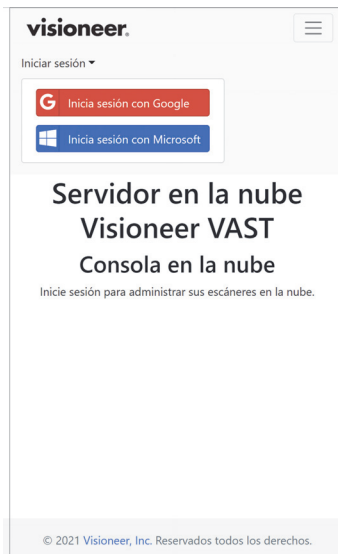 visioneer.
Iniciar sesión
Inicia sesión con Google
Inicia sesión con Microsoft
Servidor en la nube
Visioneer VAST
Consola en la nube
Inicie sesión para administrar sus escáneres en la nube.
© 2021 Visioneer, Inc. Reservados todos los derechos.